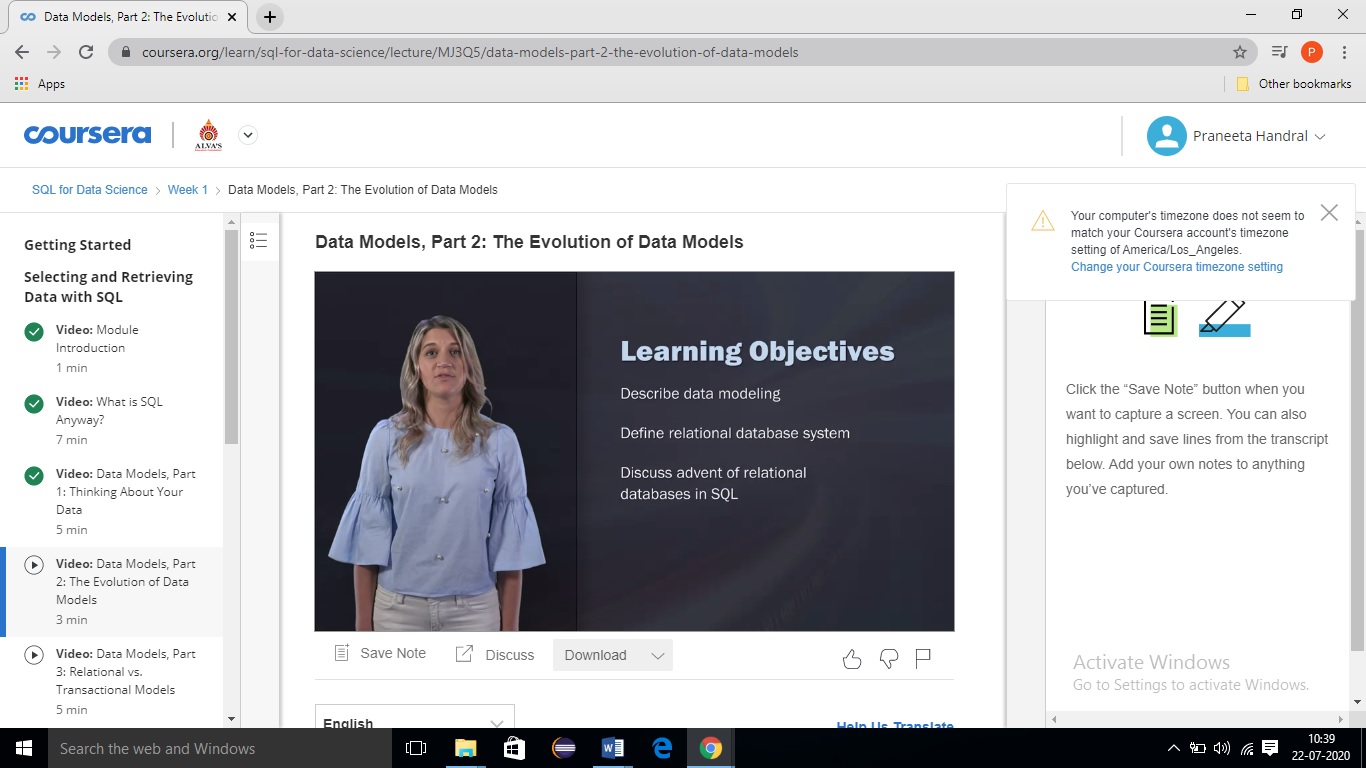 Data Models, Part 2: The Evolutio
coursera.org/learn/sql-for-data-science/lecture/MJ3Q5/data-models-part-2-the-evolution-of-data-models
P
Apps
Other bookmarks
coursera
ALVA'S
Praneeta Handral
SQL for Data Science
Week 1
Data Models, Part 2: The Evolution of Data Models
Your computer's timezone does not seem to
match your Coursera account's timezone
setting of America/Los_Angeles.
Change your Coursera timezone setting
Getting Started
Selecting and Retrieving
Data with SQL
Video: Module
Introduction
1 min
Video: What is SQL
Anyway?
7 min
Video: Data Models, Part
1: Thinking About Your
Data
5 min
Video: Data Models, Part
2: The Evolution of Data
Models
3 min
Video: Data Models, Part
3: Relational vs.
Transactional Models
5 min
Data Models, Part 2: The Evolution of Data Models
Learning Objectives
Describe data modeling
Define relational database system
Discuss advent of relational
databases in SQL
Save Note
Discuss
Download
English
Help Us Translate
Click the “Save Note” button when you
want to capture a screen. You can also
highlight and save lines from the transcript
below. Add your own notes to anything
you’ve captured.
Activate Windows
Go to Settings to activate Windows.
Search the web and Windows
10:39
22-07-2020